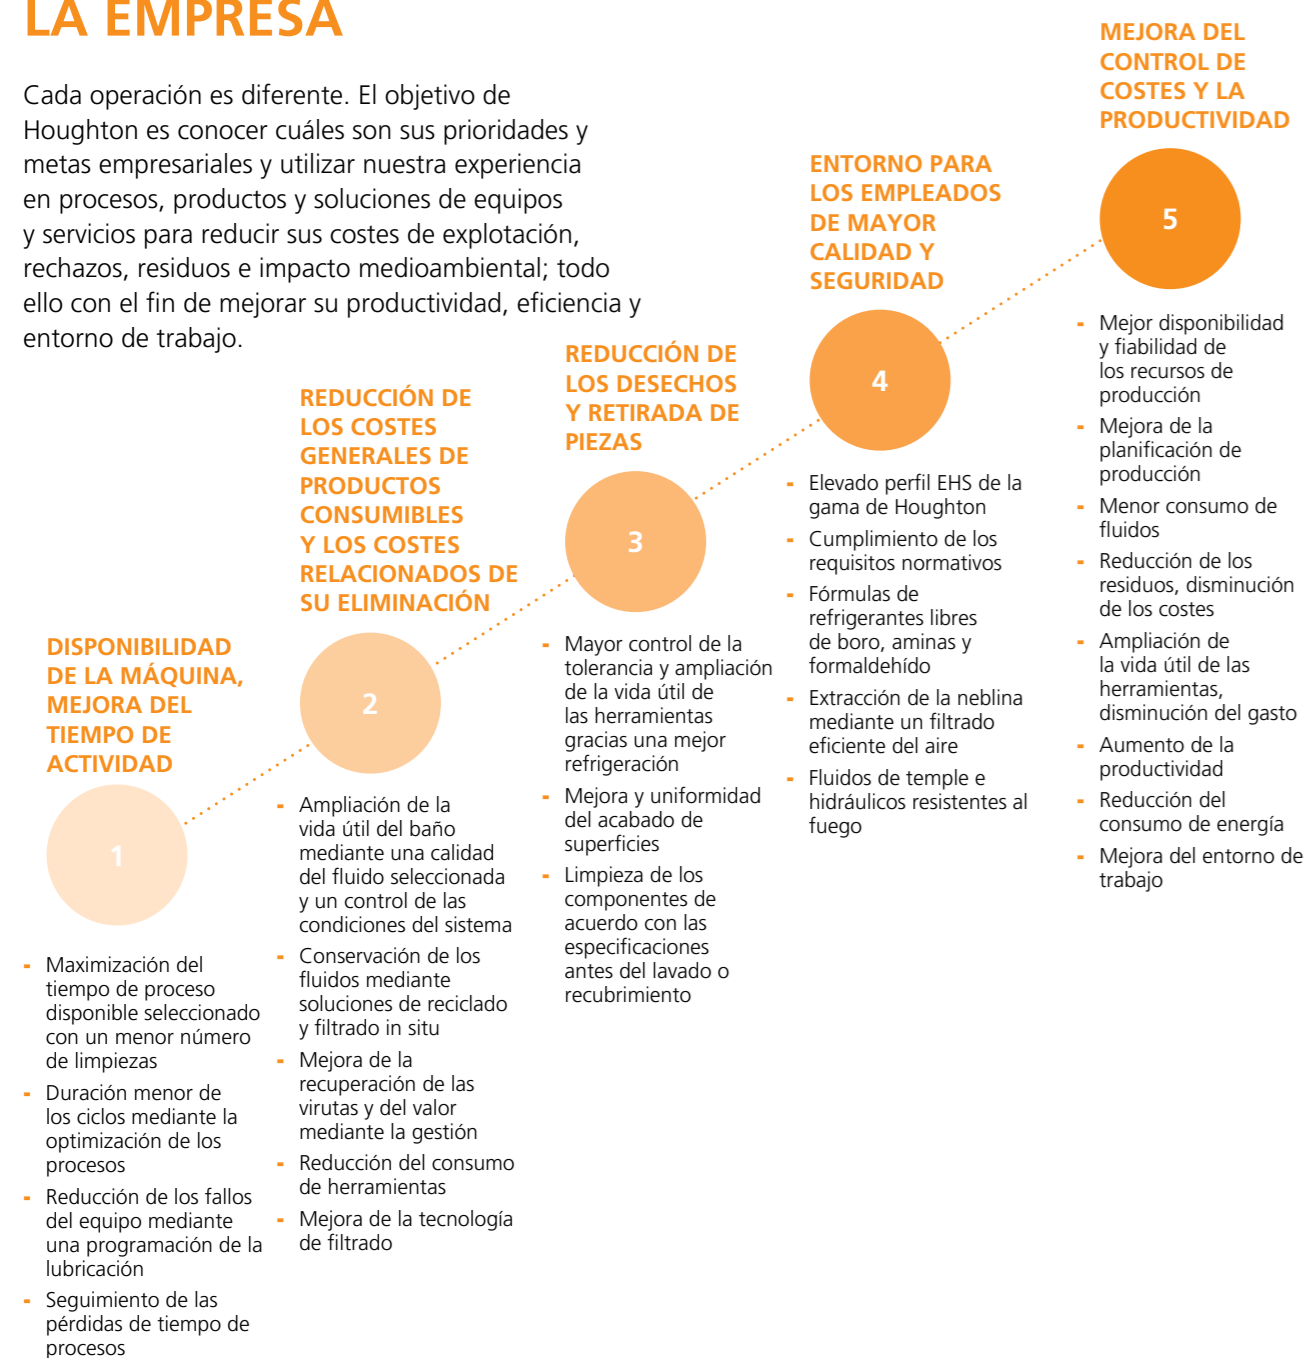 LA EMPRESA
Cada operación es diferente. El objetivo de
Houghton es conocer cuáles son sus prioridades y
metas empresariales y utilizar nuestra experiencia
en procesos, productos y soluciones de equipos
y servicios para reducir sus costes de explotación,
rechazos, residuos e impacto medioambiental; todo
ello con el fin de mejorar su productividad, eficiencia y
entorno de trabajo.
DISPONIBILIDAD
DE LA MÁQUINA,
MEJORA DEL
TIEMPO DE
ACTIVIDAD
1
- Maximización del
tiempo de proceso
disponible seleccionado
con un menor número
de limpiezas
- Duración menor de
los ciclos mediante la
optimización de los
procesos
- Reducción de los fallos
del equipo mediante
una programación de la
lubricación
- Seguimiento de las
pérdidas de tiempo de
procesos
REDUCCIÓN DE
LOS COSTES
GENERALES DE
PRODUCTOS
CONSUMIBLES
Y LOS COSTES
RELACIONADOS DE
SU ELIMINACIÓN
2
- Ampliación de la
vida útil del baño
mediante una calidad
del fluido seleccionada
y un control de las
condiciones del sistema
- Conservación de los
fluidos mediante
soluciones de reciclado
y filtrado in situ
- Mejora de la
recuperación de las
virutas y del valor
mediante la gestión
- Reducción del consumo
de herramientas
- Mejora de la tecnología
de filtrado
REDUCCIÓN DE
LOS DESECHOS
Y RETIRADA DE
PIEZAS
3
- Mayor control de la
tolerancia y ampliación
de la vida útil de
las herramientas
gracias una mejor
refrigeración
- Mejora y uniformidad
del acabado de
superficies
- Limpieza de los
componentes de
acuerdo con las
especificaciones
antes del lavado o
recubrimiento
ENTORNO PARA
LOS EMPLEADOS
DE MAYOR
CALIDAD Y
SEGURIDAD
4
- Elevado perfil EHS de la
gama de Houghton
- Cumplimiento de los
requisitos normativos
- Fórmulas de
refrigerantes libres
de boro, aminas y
formaldehído
- Extracción de la neblina
mediante un filtrado
eficiente del aire
- Fluidos de temple e
hidráulicos resistentes al
fuego
MEJORA DEL
CONTROL DE
COSTES Y LA
PRODUCTIVIDAD
5
- Mejor disponibilidad
y fiabilidad de
los recursos de
producción
- Mejora de la
planificación de
producción
- Menor consumo de
fluidos
- Reducción de los
residuos, disminución
de los costes
- Ampliación de
la vida útil de las
herramientas,
disminución del gasto
- Aumento de la
productividad
- Reducción del
consumo de energía
- Mejora del entorno de
trabajo